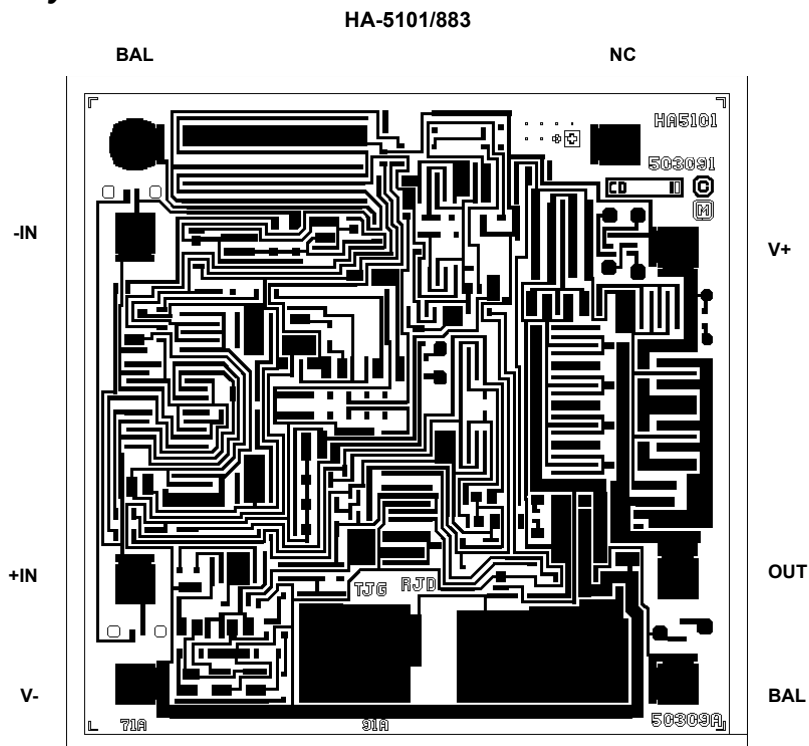 HA-5101/883
BAL
NC
HA5101
503091
CD
C
M
-IN
V+
+IN
OUT
TJG RJD
V-
BAL
71A
91A
50309A